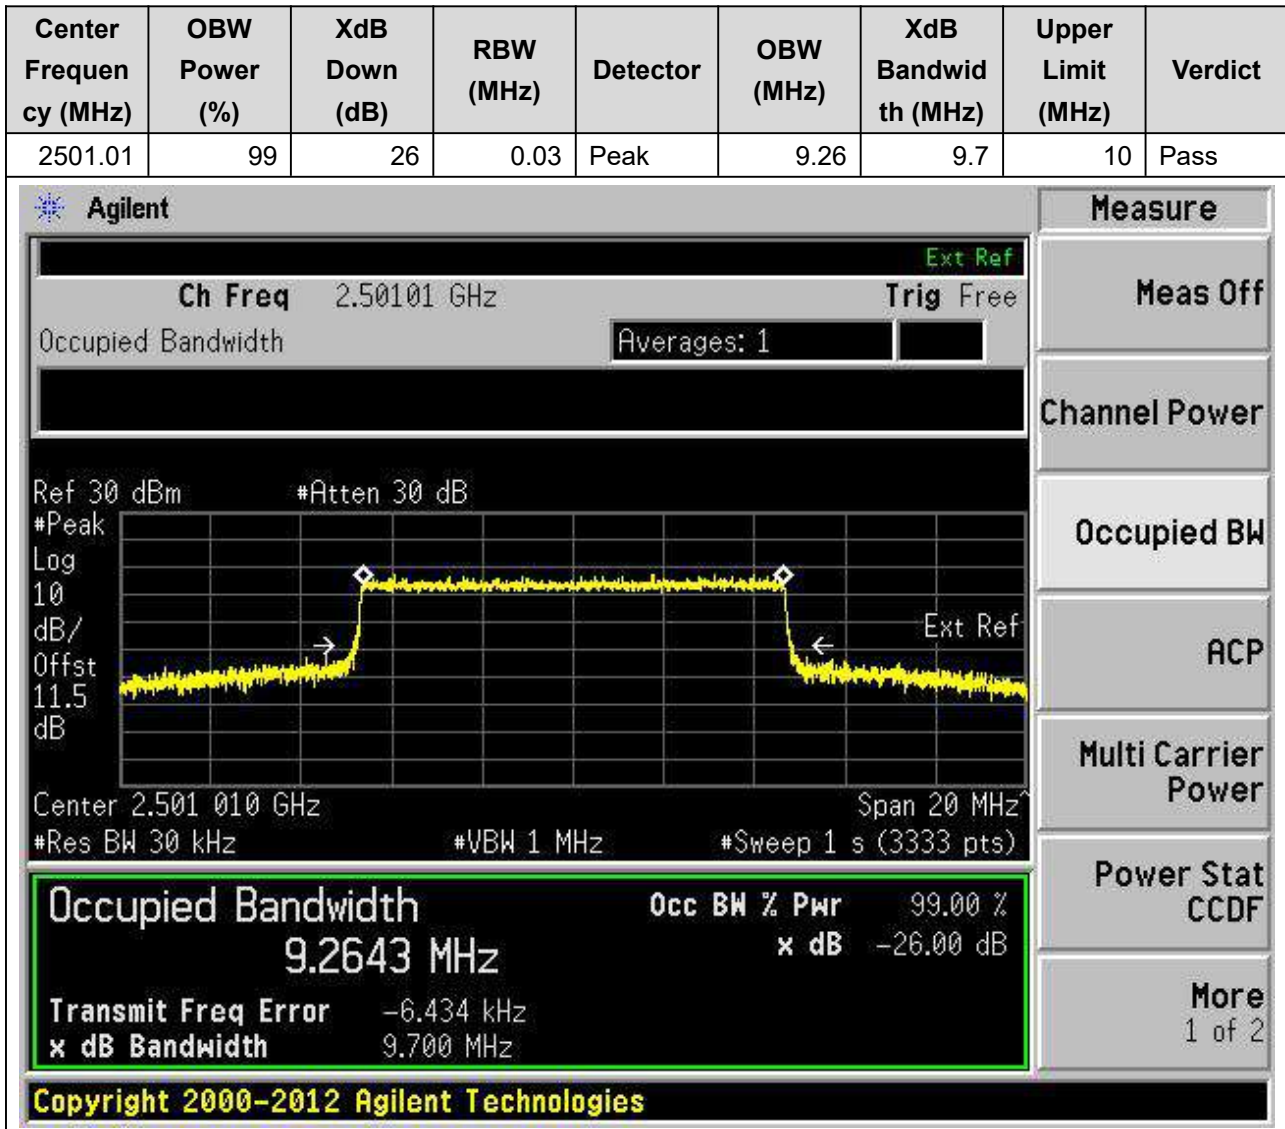 Center Frequen cy (MHz) OBW Power (%) XdB Down (dB) RBW (MHz) Detector OBW (MHz) XdB Bandwid th (MHz) Upper Limit (MHz) Verdict
2501.01 99 26 0.03 Peak 9.26 9.7 10 Pass
Agilent
Ext Ref
Ch Freq 2.50101 GHz Trig Free
Occupied Bandwidth Averages: 1
Ref 30 dBm #Atten 30 dB
#Peak
Log
10
dB/
Offst
11.5
dB
Ext Ref
Center 2.501 010 GHz Span 20 MHz^
#Res BW 30 kHz #VBW 1 MHz #Sweep 1 s (3333 pts)
Occupied Bandwidth Occ BW % Pwr 99.00 %
9.2643 MHz x dB -26.00 dB
Transmit Freq Error -6.434 kHz
x dB Bandwidth 9.700 MHz
Copyright 2000-2012 Agilent Technologies
Measure
Meas Off
Channel Power
Occupied BW
ACP
Multi Carrier
Power
Power Stat
CCDF
More
1 of 2